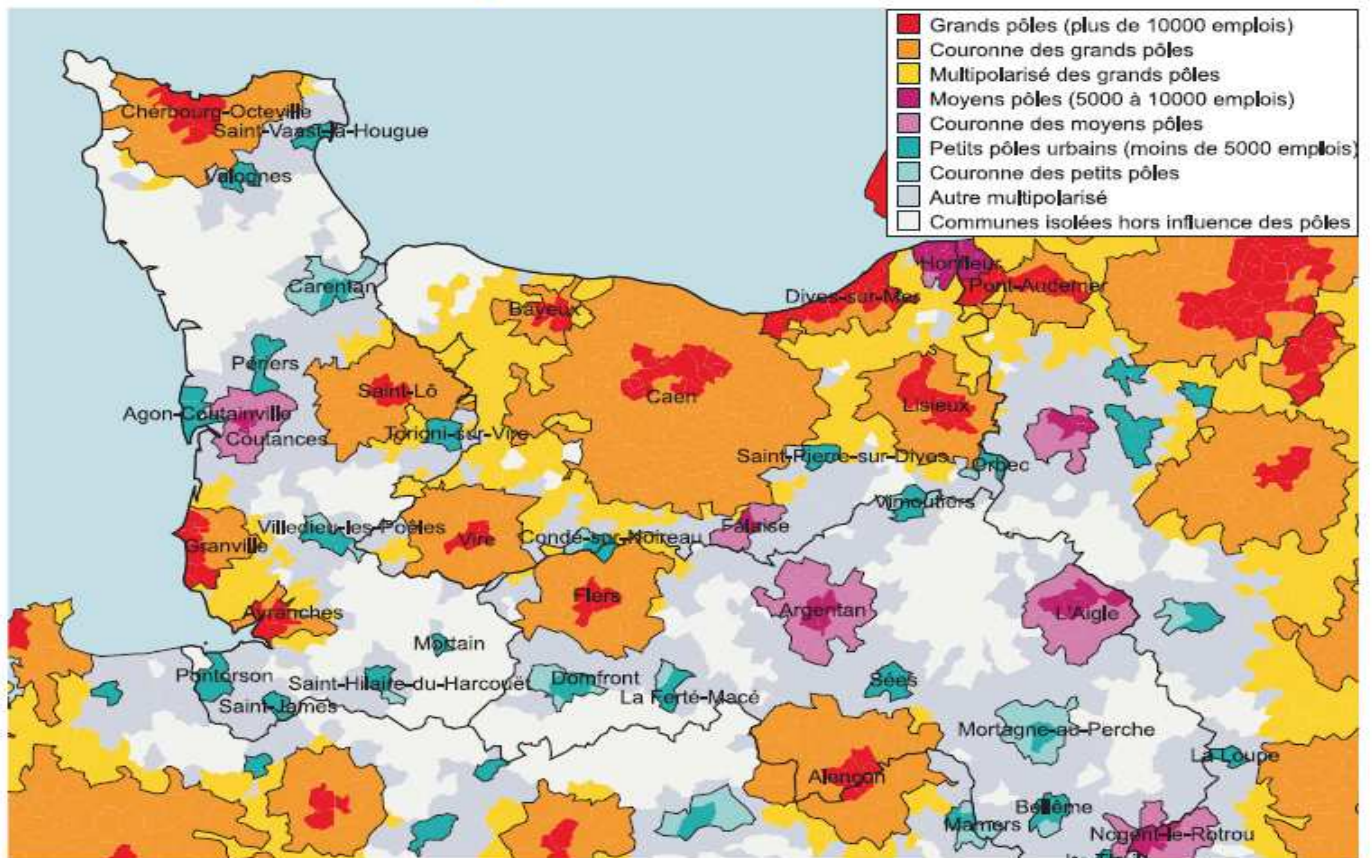 Grands pôles (plus de 10000 emplois)
Couronne des grands pôles
Multipolarisé des grands pôles
Moyens pôles (5000 à 10000 emplois)
Couronne des moyens pôles
Petits pôles urbains (moins de 5000 emplois)
Couronne des petits pôles
Autre multipolarisé
Communes isolées hors influence des pôles
Cherbourg-Octeville
Saint-Vaast-la-Hougue
Valognes
Honfleur
Carentan
Dives-sur-Mer
Pont-Audemer
Bayeux
Périers
Saint-Lô
Caen
Lisieux
Agon-Coutainville
Coutances
Torigni-sur-Vire
Saint-Pierre-sur-Dives
Orbec
Vimoutiers
Villedieu-les-Poêles
Falaise
Granville
Vire
Condé-sur-Noireau
Flers
Argentan
L'Aigle
Avranches
Mortain
Pontorson
Saint-Hilaire-du-Harcouët
Domfront
La Ferté-Macé
Sées
Saint-James
Mortagne-au-Perche
La Loupe
Alençon
Bellême
Mamers
Nogent-le-Rotrou